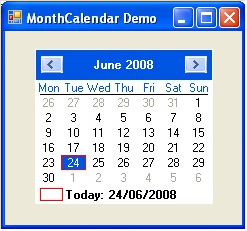 MonthCalendar Demo
June 2008
Mon Tue Wed Thu Fri Sat Sun
26 27 28 29 30 31 1
2 3 4 5 6 7 8
9 10 11 12 13 14 15
16 17 18 19 20 21 22
23 24 25 26 27 28 29
30 1 2 3 4 5 6
Today: 24/06/2008